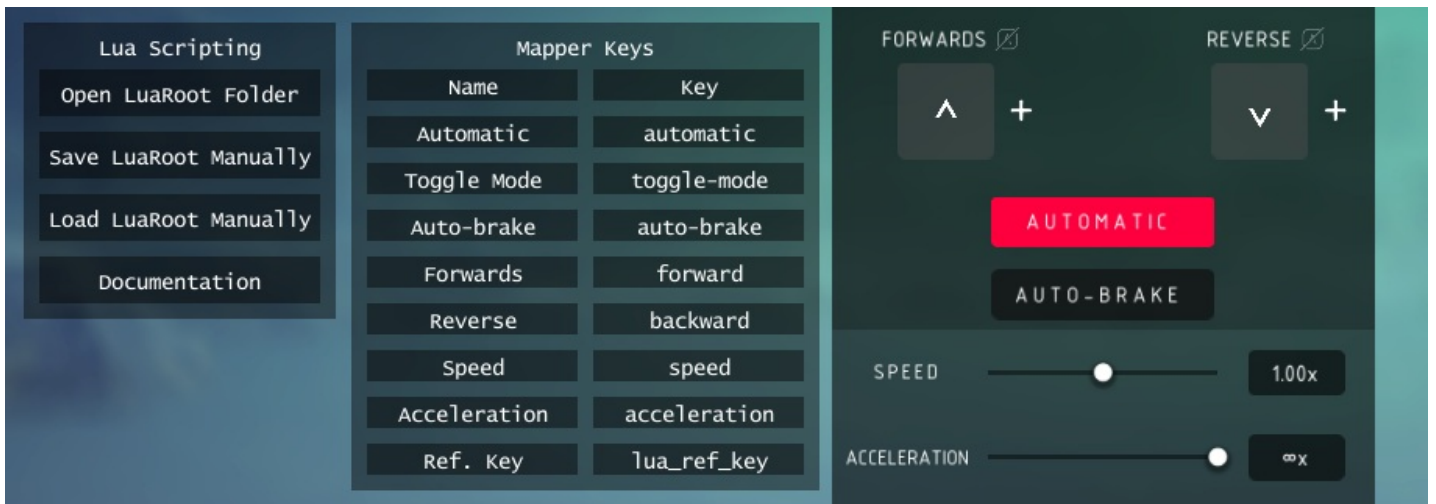 Lua Scripting
Open LuaRoot Folder
Save LuaRoot Manually
Load LuaRoot Manually
Documentation
Mapper Keys
Name Key
Automatic automatic
Toggle Mode toggle-mode
Auto-brake auto-brake
Forwards forward
Reverse backward
Speed speed
Acceleration acceleration
Ref. Key lua_ref_key
FORWARDS REVERSE
^ + v +
AUTOMATIC
AUTO-BRAKE
SPEED 1.00x
ACCELERATION ∞x